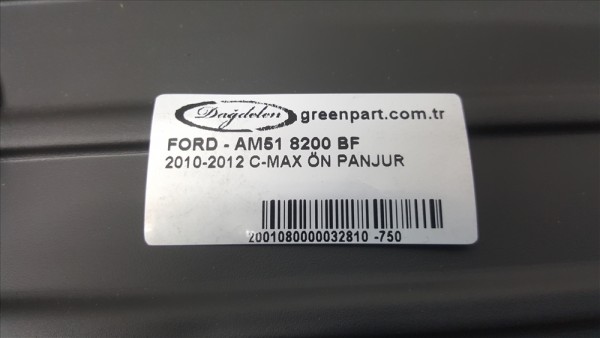 Dağdelen greenpart.com.tr
FORD - AM51 8200 BF
2010-2012 C-MAX ÖN PANJUR
2001080000032810 -750